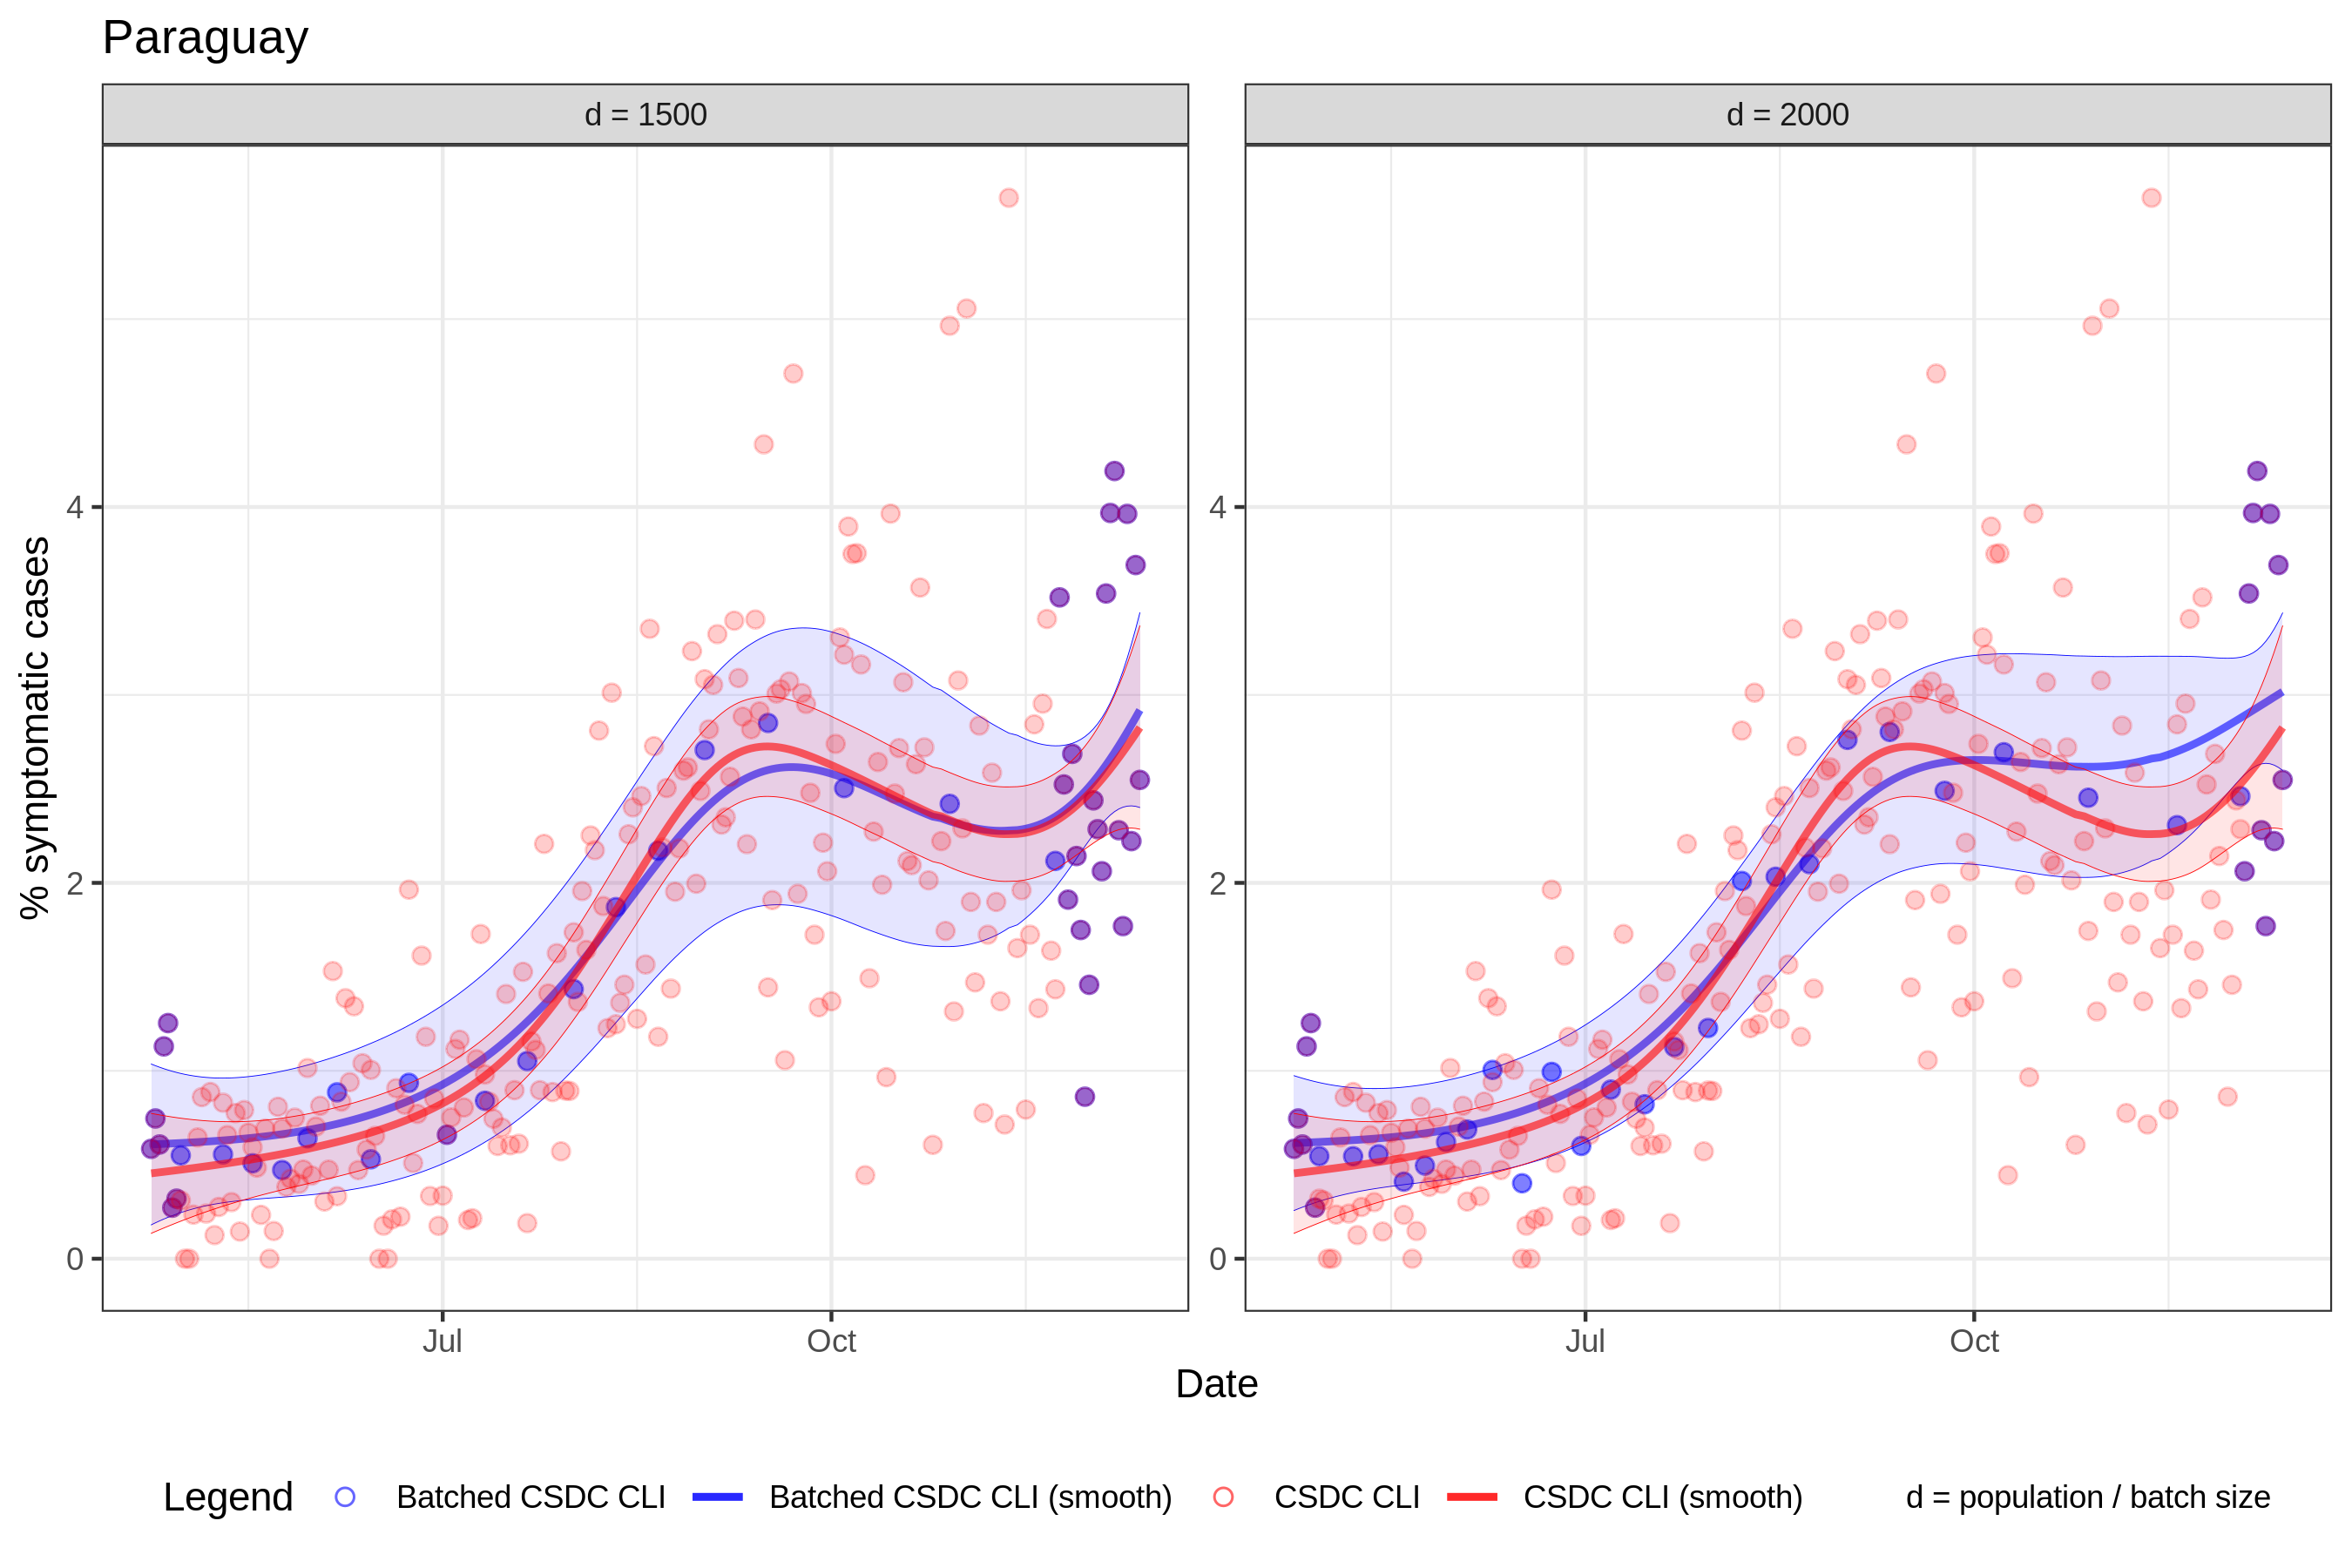 Paraguay
d = 1500
d = 2000
% symptomatic cases
4
2
0
4
2
0
Jul
Oct
Jul
Oct
Date
Legend
Batched CSDC CLI
Batched CSDC CLI (smooth)
CSDC CLI
CSDC CLI (smooth)
d = population / batch size